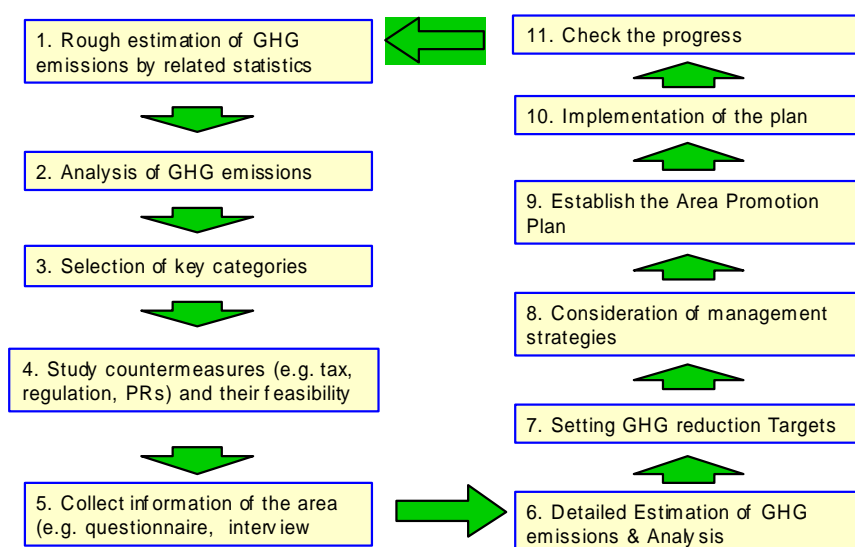 1. Rough estimation of GHG
emissions by related statistics
2. Analysis of GHG emissions
3. Selection of key categories
4. Study countermeasures (e.g. tax,
regulation, PRs) and their feasibility
5. Collect information of the area
(e.g. questionnaire, interview
6. Detailed Estimation of GHG
emissions & Analysis
7. Setting GHG reduction Targets
8. Consideration of management
strategies
9. Establish the Area Promotion
Plan
10. Implementation of the plan
11. Check the progress